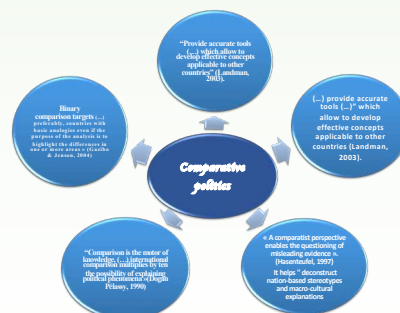 "Provide accurate tools
(…) which allow to
develop effective concepts
applicable to other
countries" (Landman,
2003).
Binary
comparison targets (…)
preferably, countries with
basic analogies even if the
purpose of the analysis is to
highlight the differences in
one or more areas » (Gazibo
& Jenson, 2004)
(…) provide accurate
tools (…)" which
allow to develop
effective concepts
applicable to other
countries (Landman,
2003).
Comparative
politics
"Comparison is the motor of
knowledge. (…) international
comparison multiplies by ten
the possibility of explaining
political phenomena"«(Dogan
Pélassy, 1990)
« A comparatist perspective
enables the questioning of
misleading evidence ».
(Hasenteufel, 1997)
It helps " deconstruct
nation-based stereotypes
and macro-cultural
explanations